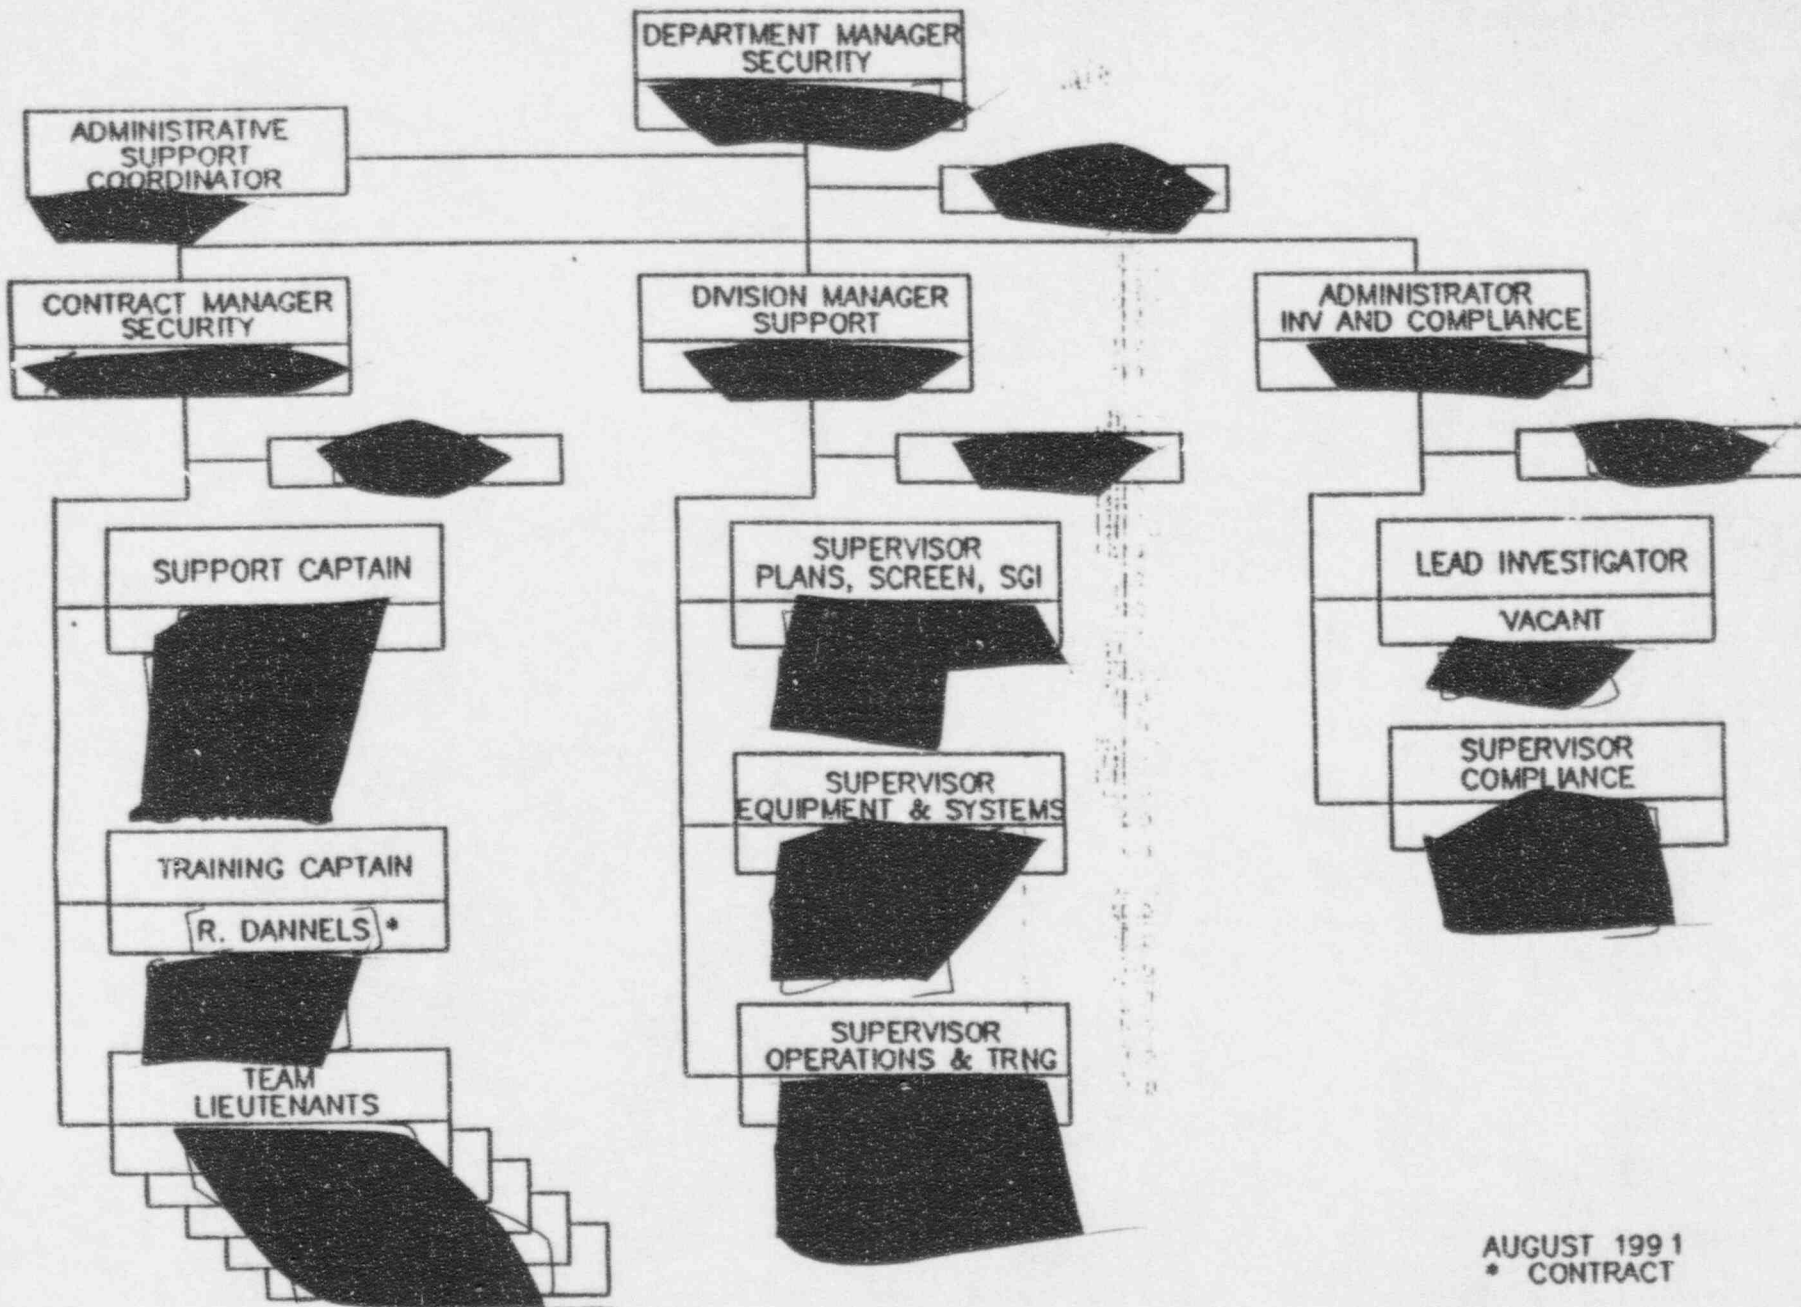 DEPARTMENT MANAGER
SECURITY
ADMINISTRATIVE
SUPPORT
COORDINATOR
CONTRACT MANAGER
SECURITY
DIVISION MANAGER
SUPPORT
ADMINISTRATOR
INV AND COMPLIANCE
SUPPORT CAPTAIN
SUPERVISOR
PLANS, SCREEN, SGI
LEAD INVESTIGATOR
VACANT
SUPERVISOR
EQUIPMENT & SYSTEMS
SUPERVISOR
COMPLIANCE
TRAINING CAPTAIN
R. DANNELS *
SUPERVISOR
OPERATIONS & TRNG
TEAM
LIEUTENANTS
AUGUST 1991
* CONTRACT